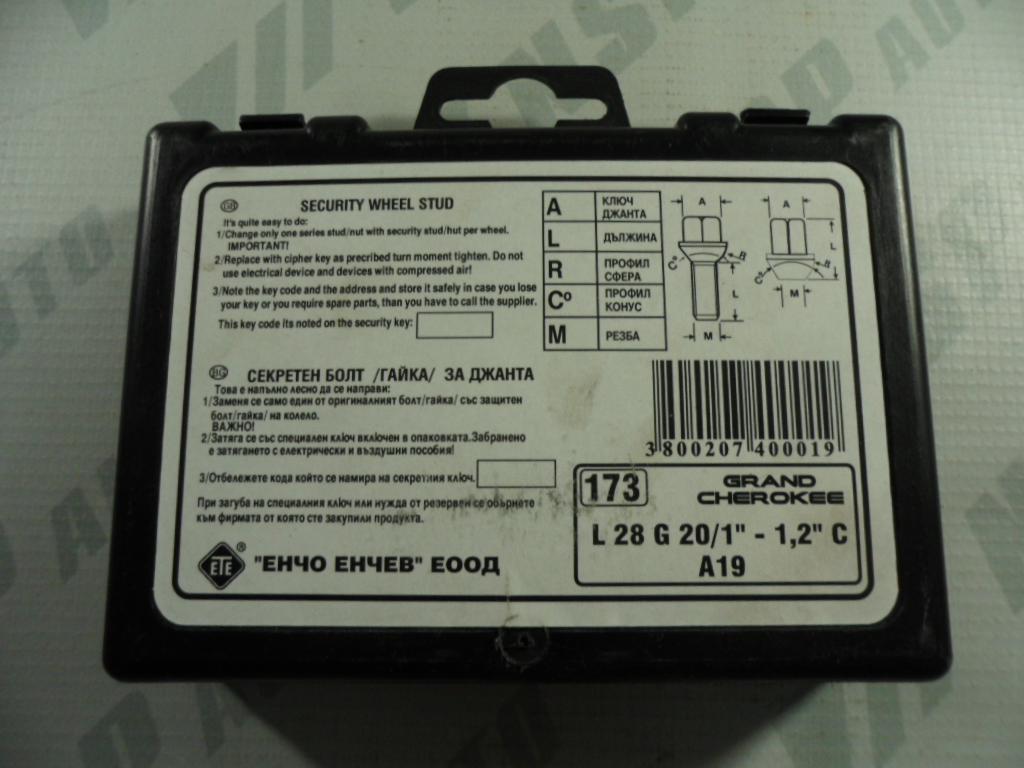 GB SECURITY WHEEL STUD
It's quite easy to do:
1/Change only one series stud/nut with security stud/hut per wheel.
IMPORTANT!
2/Replace with cipher key as precribed turn moment tighten. Do not
use electrical device and devices with compressed air!
3/Note the key code and the address and store it safely in case you lose
your key or you require spare parts, than you have to call the supplier.
This key code its noted on the security key:
BG СЕКРЕТЕН БОЛТ /ГАЙКА/ ЗА ДЖАНТА
Това е напълно лесно да се направи:
1/Заменя се само един от оригиналният болт/гайка/ със защитен
болт/гайка/ на колело.
ВАЖНО!
2/Затяга се със специален ключ включен в опаковката.Забранено
е затягането с електрически и въздушни пособия!
3/Отбележете кода който се намира на секретния ключ.
При загуба на специалния ключ или нужда от резервен се обърнете
към фирмата от която сте закупили продукта.
ETE ® "ЕНЧО ЕНЧЕВ" ЕООД
A КЛЮЧ
ДЖАНТА
L ДЪЛЖИНА
R ПРОФИЛ
СФЕРА
Cº ПРОФИЛ
КОНУС
M РЕЗБА
A
R
Cº
L
M
A
L
R
Cº
M
3 800207 400019
173 GRAND
CHEROKEE
L 28 G 20/1" - 1,2" C
A19